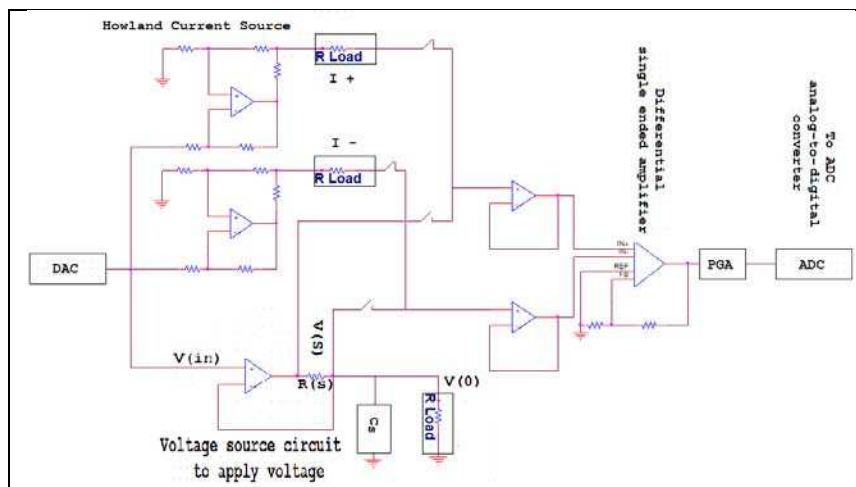 Howland Current Source
R Load
I +
I -
R Load
DAC
V(in)
V(S)
R(s)
V(0)
Cs
R Load
Voltage source circuit
to apply voltage
Differential
single ended amplifier
To ADC
analog-to-digital
converter
IN+
REF
PGA
ADC